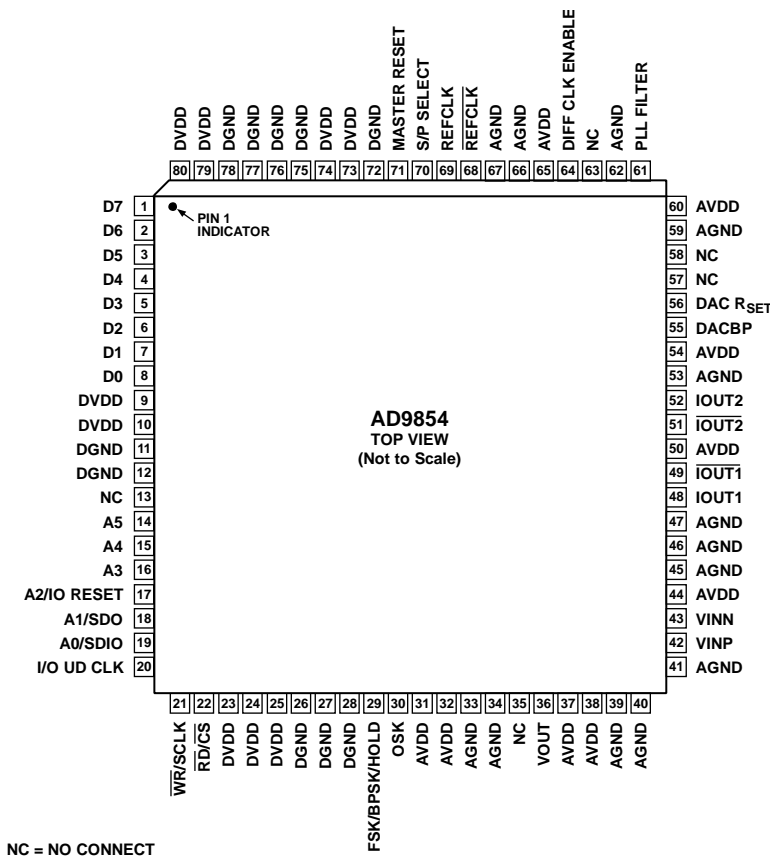 DVDD
DVDD
DGND
DGND
DGND
DGND
DVDD
DVDD
DGND
MASTER RESET
S/P SELECT
REFCLK
REFCLK
AGND
AGND
AVDD
DIFF CLK ENABLE
NC
AGND
PLL FILTER
80 79 78 77 76 75 74 73 72 71 70 69 68 67 66 65 64 63 62 61
D7 1
D6 2
D5 3
D4 4
D3 5
D2 6
D1 7
D0 8
DVDD 9
DVDD 10
DGND 11
DGND 12
NC 13
A5 14
A4 15
A3 16
A2/IO RESET 17
A1/SDO 18
A0/SDIO 19
I/O UD CLK 20
PIN 1
INDICATOR
AD9854
TOP VIEW
(Not to Scale)
60 AVDD
59 AGND
58 NC
57 NC
56 DAC RSET
55 DACBP
54 AVDD
53 AGND
52 IOUT2
51 IOUT2
50 AVDD
49 IOUT1
48 IOUT1
47 AGND
46 AGND
45 AGND
44 AVDD
43 VINN
42 VINP
41 AGND
21 22 23 24 25 26 27 28 29 30 31 32 33 34 35 36 37 38 39 40
WR/SCLK
RD/CS
DVDD
DVDD
DVDD
DGND
DGND
DGND
FSK/BPSK/HOLD
OSK
AVDD
AVDD
AGND
AGND
NC
VOUT
AVDD
AVDD
AGND
AGND
NC = NO CONNECT